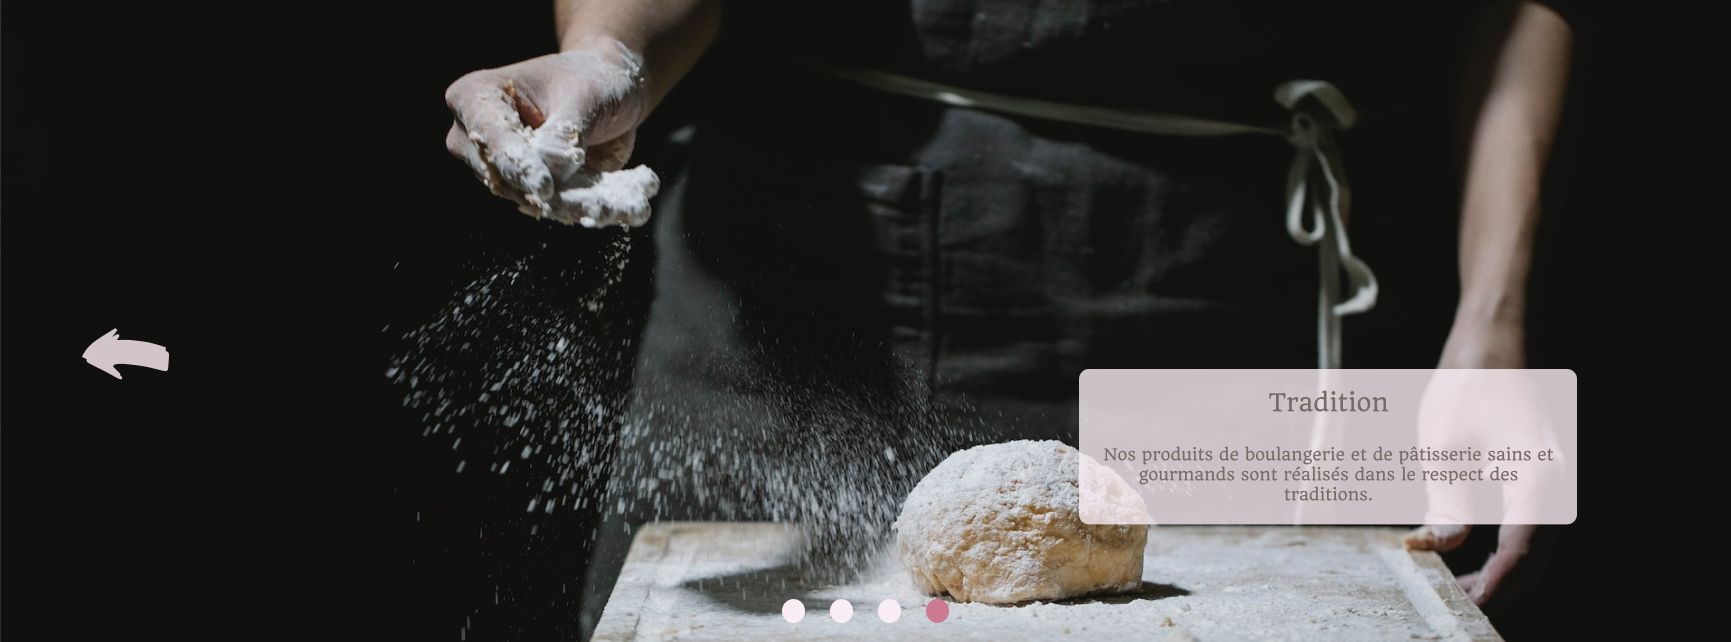 Tradition
Nos produits de boulangerie et de pâtisserie sains et
gourmands sont réalisés dans le respect des
traditions.